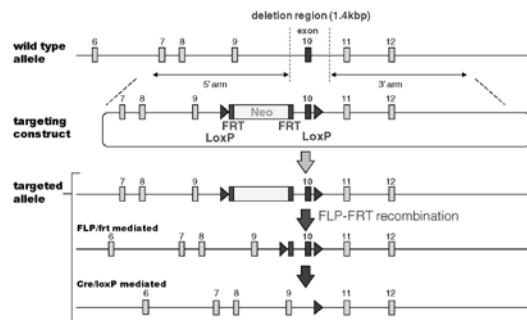 deletion region (1.4kbp)
exon
6 7 8 9 10 11 12
wild type
allele
5' arm
3' arm
7 8 9 10 11 12
Neo
targeting
construct
FRT FRT
LoxP LoxP
targeted
allele
7 8 9 10 11 12
FLP-FRT recombination
FLP/frt mediated
6 7 8 9 10 11 12
Cre/loxP mediated
6 7 8 9 11 12